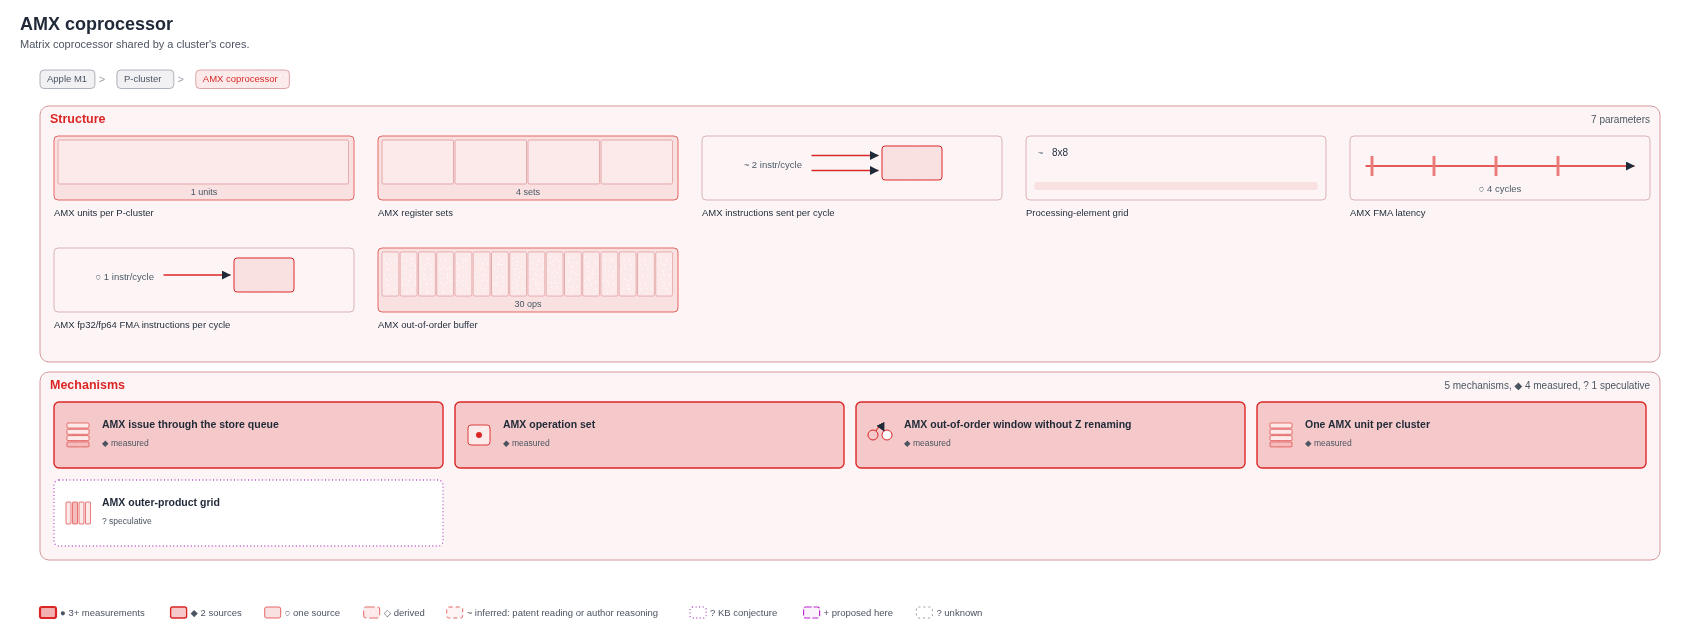 AMX coprocessor
Matrix coprocessor shared by a cluster's cores.
Apple M1 > P-cluster > AMX coprocessor
Structure
7 parameters
1 units
AMX units per P-cluster
4 sets
AMX register sets
~ 2 instr/cycle
AMX instructions sent per cycle
~ 8x8
Processing-element grid
○ 4 cycles
AMX FMA latency
○ 1 instr/cycle
AMX fp32/fp64 FMA instructions per cycle
30 ops
AMX out-of-order buffer
Mechanisms
5 mechanisms, ◆ 4 measured, ? 1 speculative
AMX issue through the store queue
◆ measured
AMX operation set
◆ measured
AMX out-of-order window without Z renaming
◆ measured
One AMX unit per cluster
◆ measured
AMX outer-product grid
? speculative
● 3+ measurements
◆ 2 sources
○ one source
◇ derived
~ inferred: patent reading or author reasoning
? KB conjecture
+ proposed here
? unknown